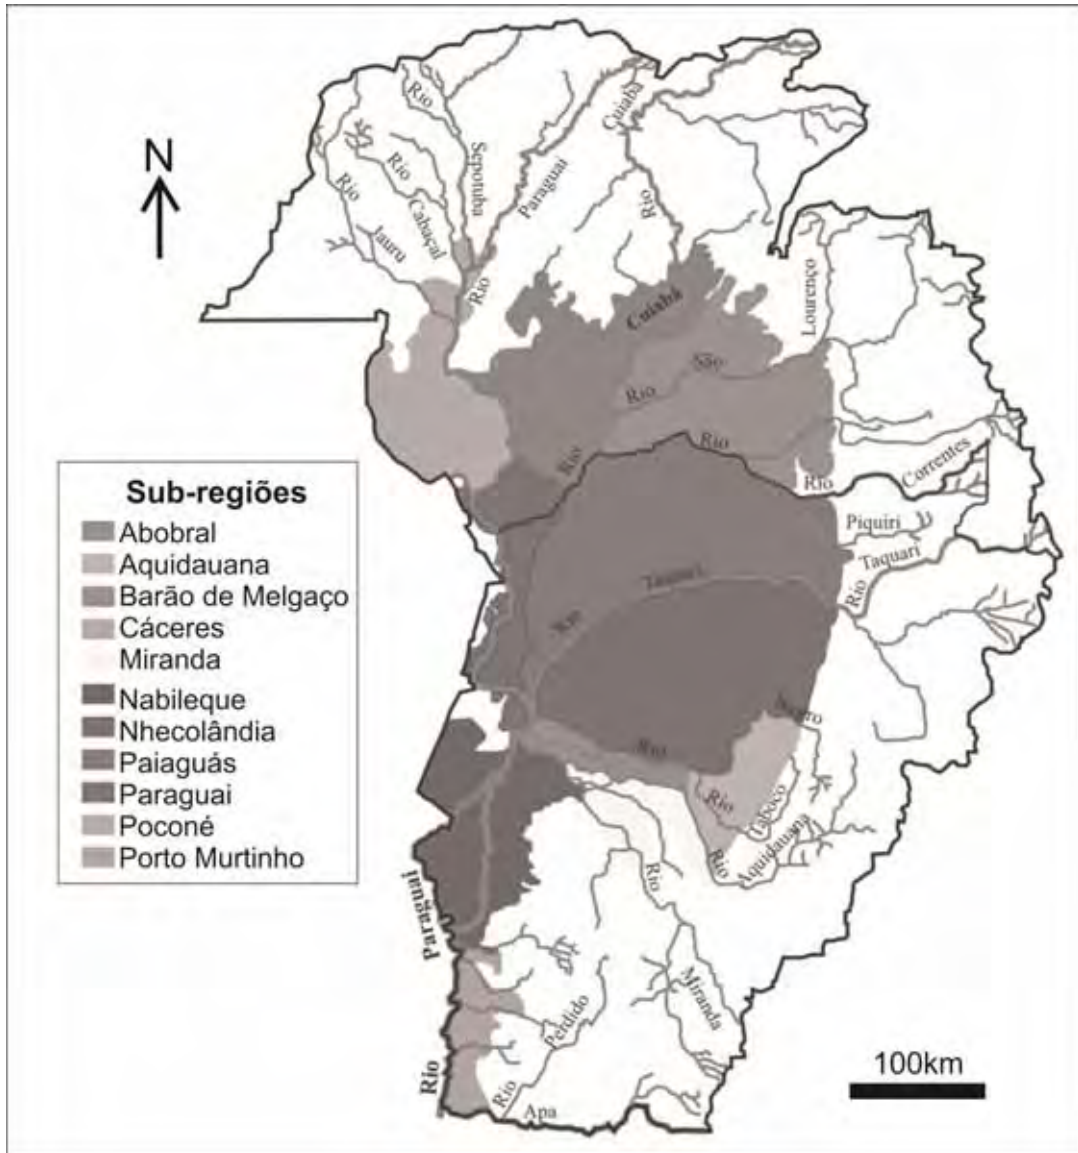 N
Rio
Sepotuba
Rio
Cabaçal
Rio
Jauru
Paraguai
Rio
Cuiabá
Rio
Cuiabá
Lourenço
São
Rio
Rio
Rio
Rio
Correntes
Piquiri
Taquari
Rio
Taquari
Rio
Negro
Rio
Rio
Taboco
Rio
Aquidauana
Rio
Miranda
Perdido
Rio
Apa
Paraguai
Rio
Sub-regiões
Abobral
Aquidauana
Barão de Melgaço
Cáceres
Miranda
Nabileque
Nhecolândia
Paiaguás
Paraguai
Poconé
Porto Murtinho
100km